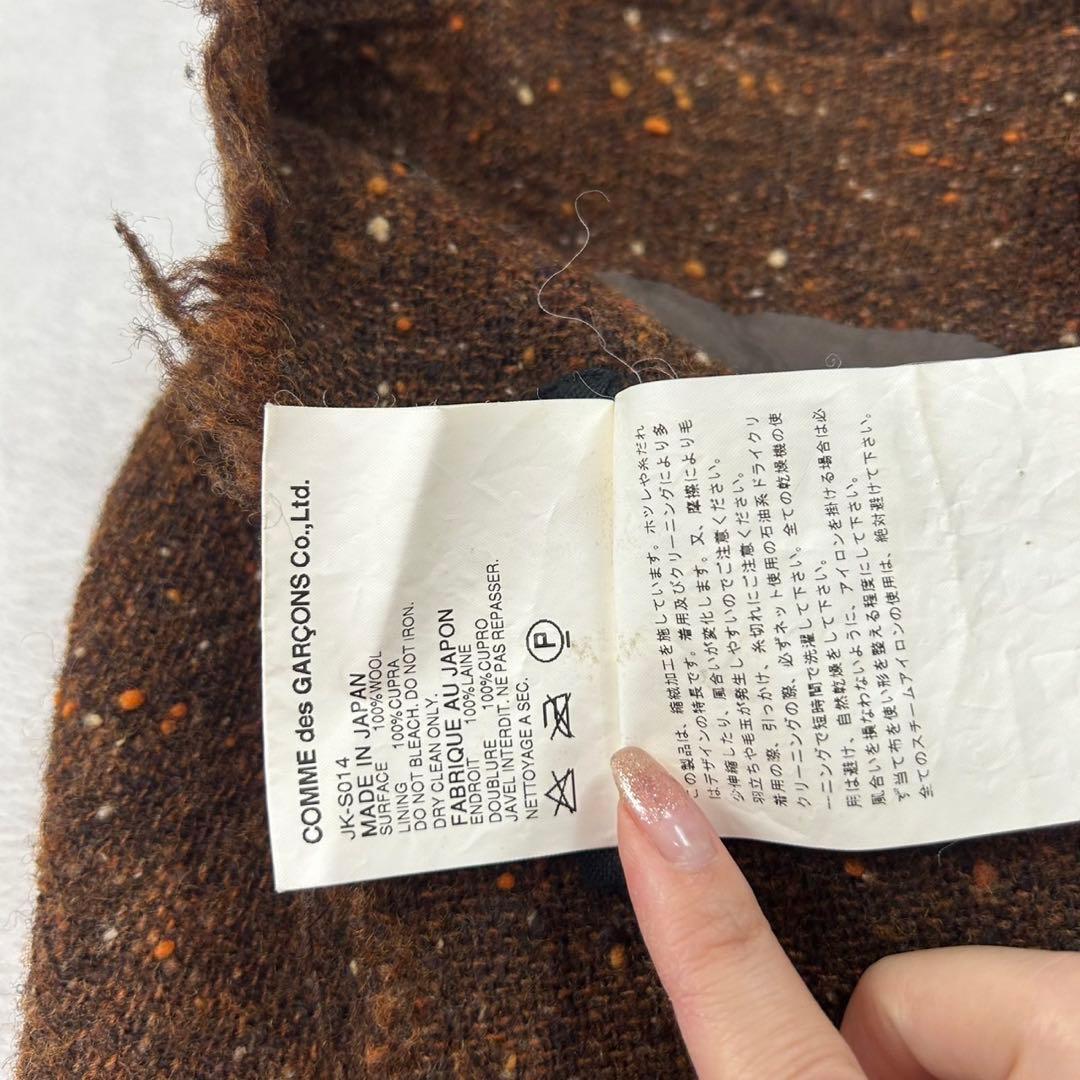 COMME des GARÇONS Co.,Ltd.
JK-S014
MADE IN JAPAN
SURFACE 100%WOOL
LINING 100%CUPRA
DO NOT BLEACH. DO NOT IRON.
DRY CLEAN ONLY.
FABRIQUE AU JAPON
ENDROIT 100%LAINE
DOUBLURE 100%CUPRO
JAVEL INTERDIT. NE PAS REPASSER.
NETTOYAGE A SEC.
P
この製品は、縮絨加工を施しています。ホツレや糸だれ
はデザインの特長です。着用及びクリーニングにより多
少伸縮したり、風合いが変化します。又、摩擦により毛
羽立ちや毛玉が発生しやすいのでご注意ください。
着用の際、引っかけ、糸切れにご注意ください。
クリーニングの際、必ずネット使用の石油系ドライクリ
ーニングで短時間で洗濯して下さい。全ての乾燥機の使
用は避け、自然乾燥をして下さい。
風合いを損なわないように、アイロンを掛ける場合は必
ず当て布を使い形を整える程度にして下さい。
全てのスチームアイロンの使用は、絶対避けて下さい。